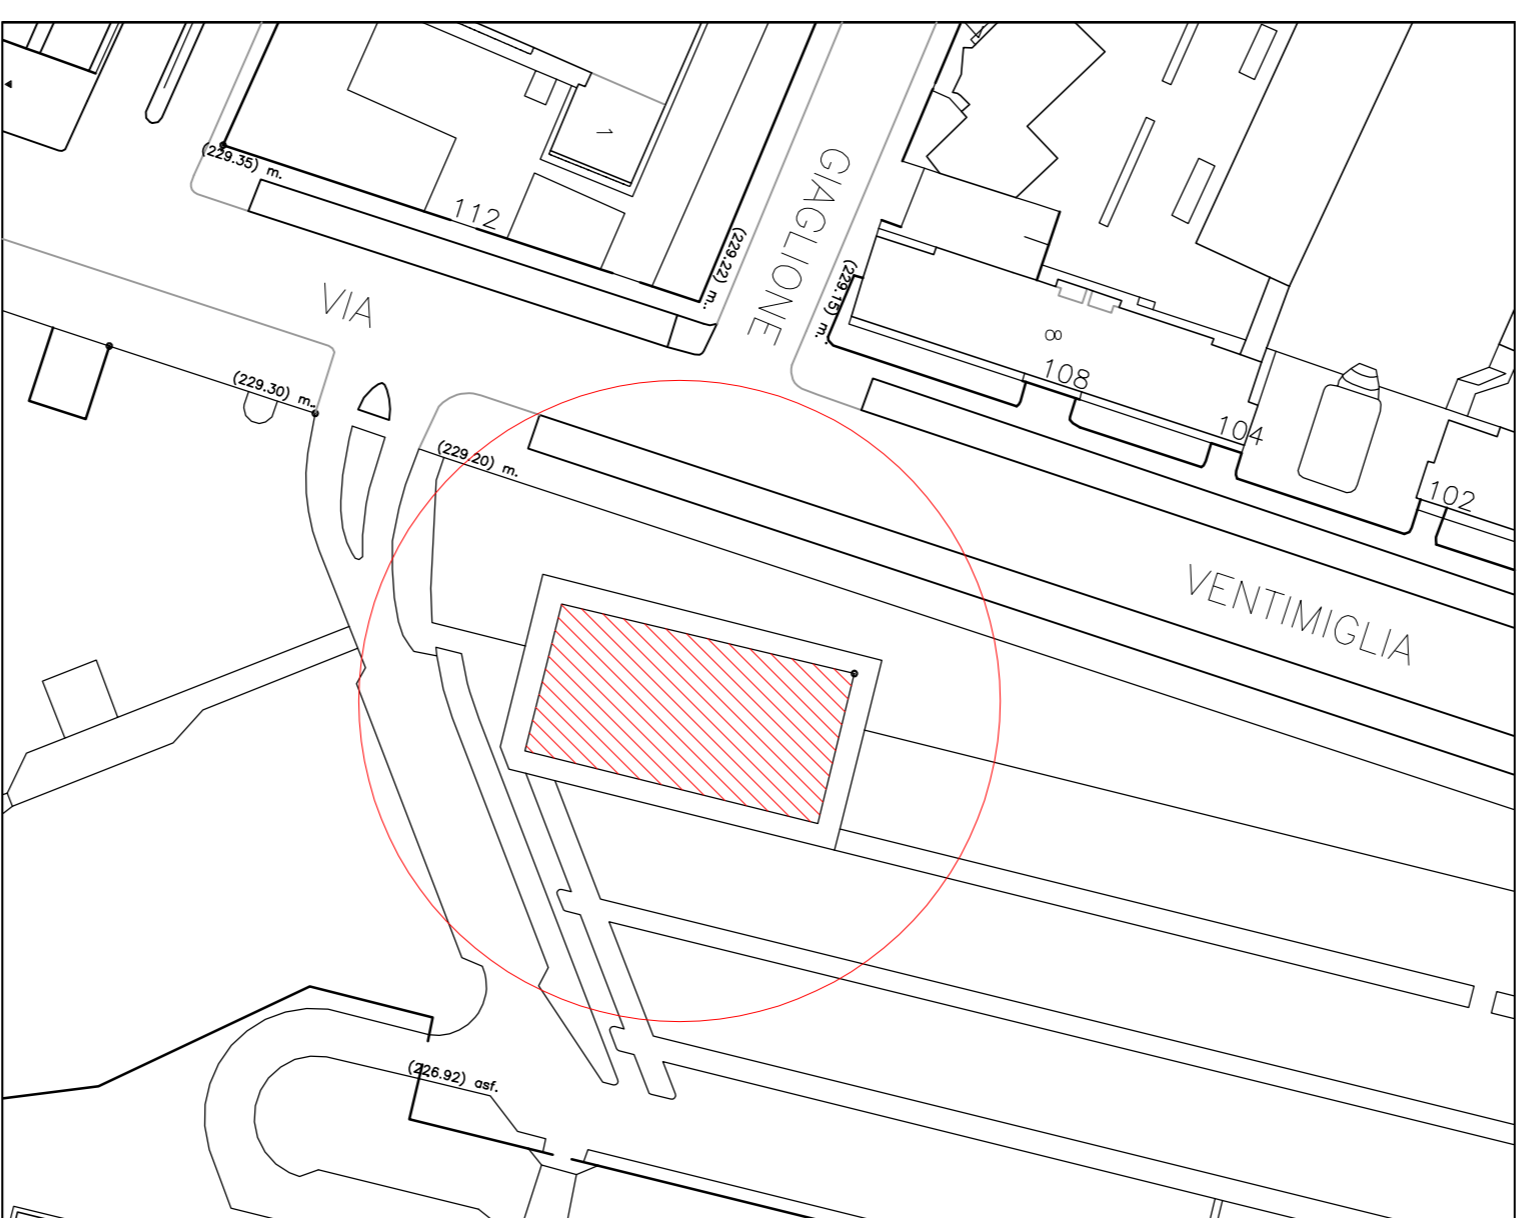 1
(229.35) m.
112
GIAGLIONE
(229.22) m.
(229.15) m.
VIA
8
108
(229.30) m.
104
(229.20) m.
102
VENTIMIGLIA
(226.92) asf.